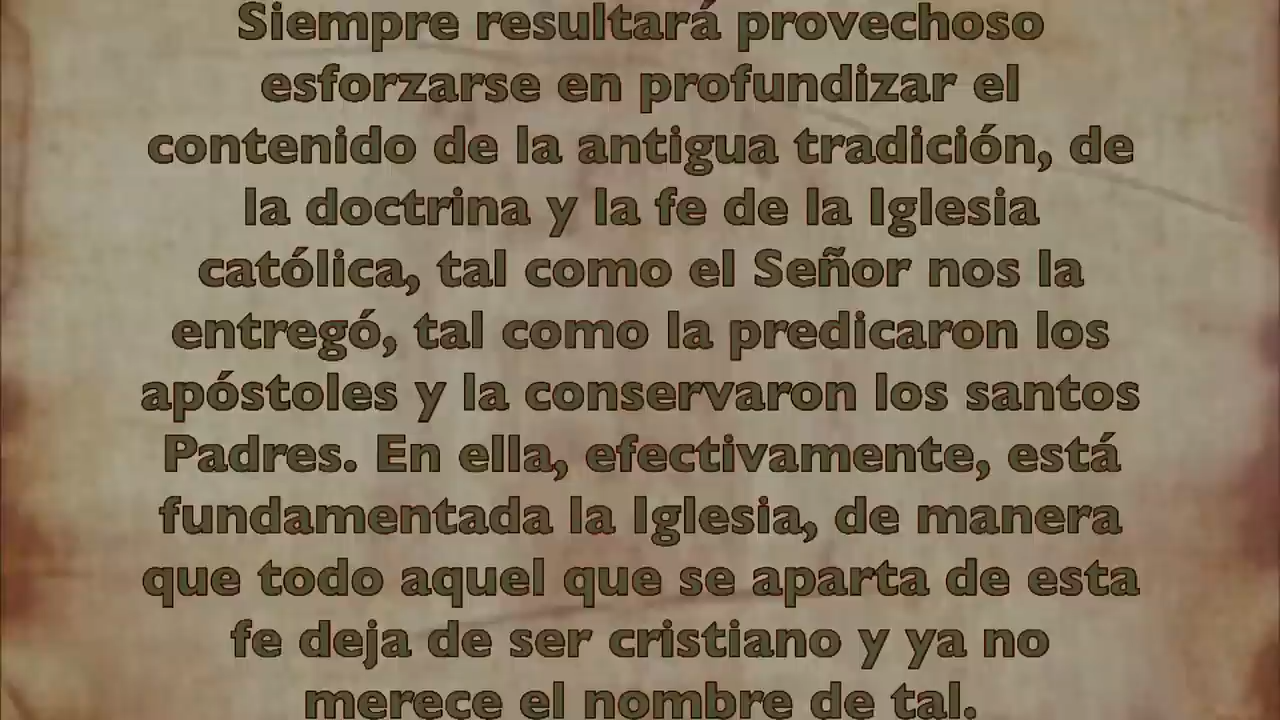 Siempre resultará provechoso
esforzarse en profundizar el
contenido de la antigua tradición, de
la doctrina y la fe de la Iglesia
católica, tal como el Señor nos la
entregó, tal como la predicaron los
apóstoles y la conservaron los santos
Padres. En ella, efectivamente, está
fundamentada la Iglesia, de manera
que todo aquel que se aparta de esta
fe deja de ser cristiano y ya no
merece el nombre de tal.